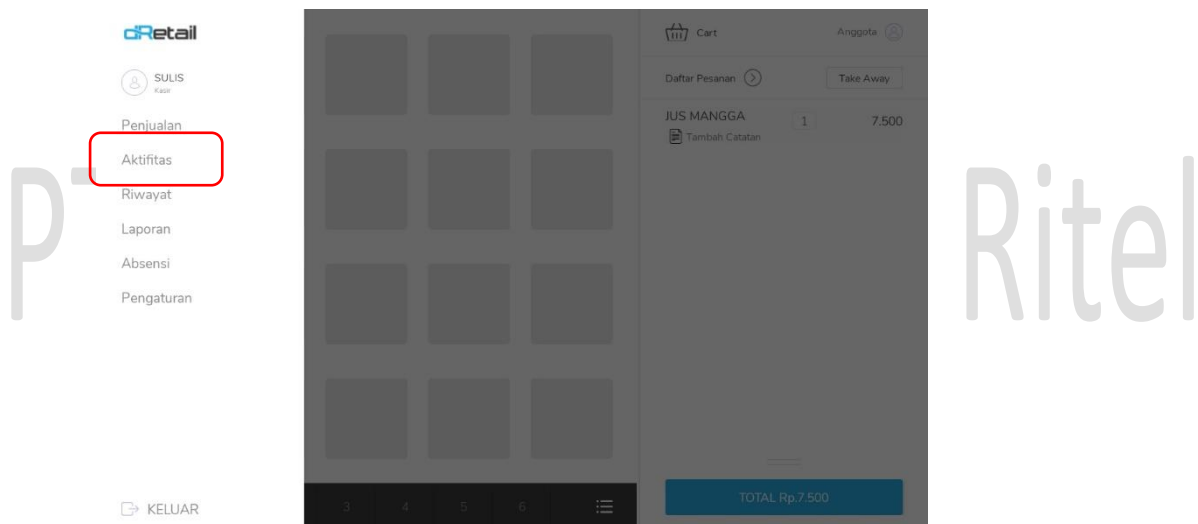 dRetail
SULIS
Kasir
Penjualan
Aktifitas
Riwayat
Laporan
Absensi
Pengaturan
KELUAR
3 4 5 6
Cart
Anggota
Daftar Pesanan
Take Away
JUS MANGGA 1 7.500
Tambah Catatan
TOTAL Rp.7.500
P
Ritel